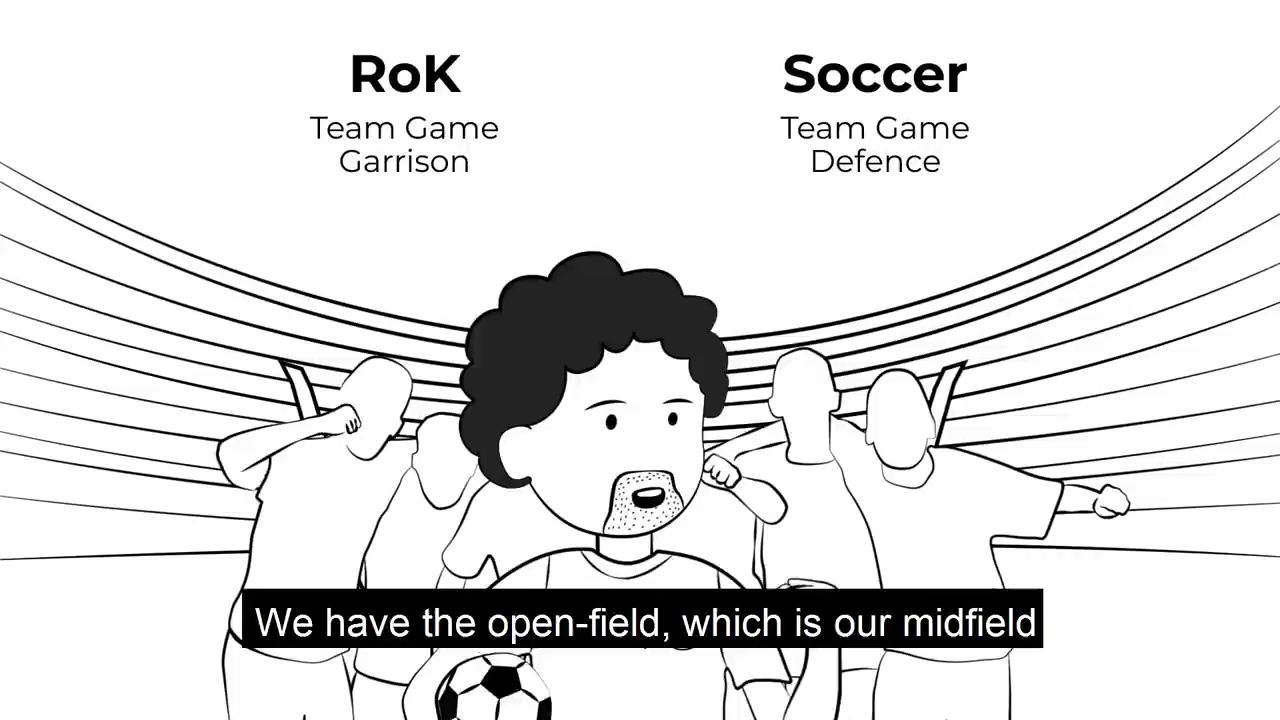 RoK
Team Game
Garrison
Soccer
Team Game
Defence
We have the open-field, which is our midfield